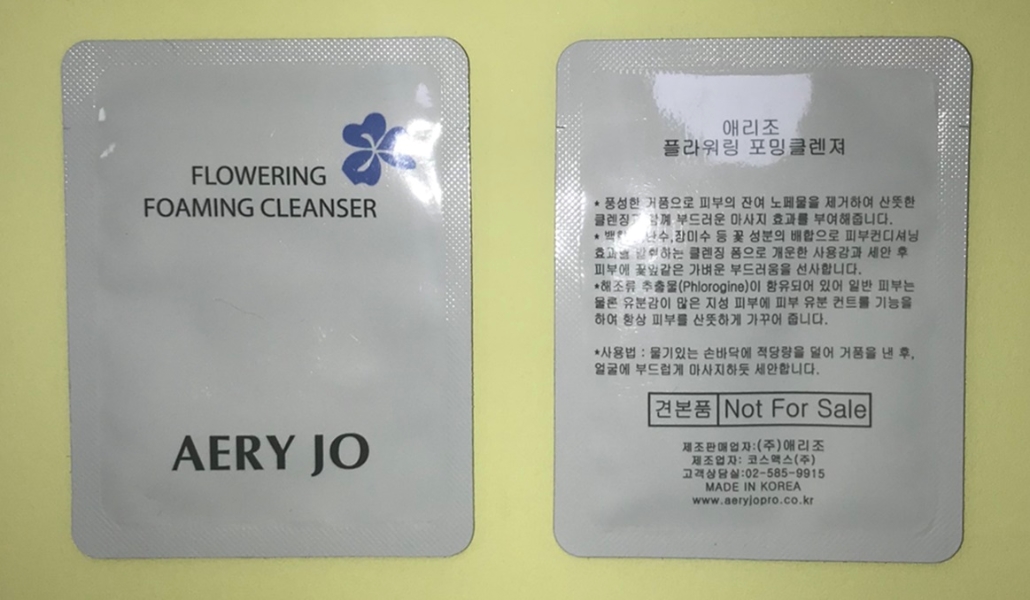 FLOWERING
FOAMING CLEANSER
AERY JO
애리조
플라워링 포밍클렌져
* 풍성한 거품으로 피부의 잔여 노폐물을 제거하여 산뜻한
클렌징과 함께 부드러운 마사지 효과를 부여해줍니다.
* 장미수 등 꽃 성분의 배합으로 피부컨디셔닝
효과를 발휘하는 클렌징 폼으로 개운한 사용감과 세안 후
피부에 꽃잎같은 가벼운 부드러움을 선사합니다.
*해조류 추출물(Phlorogine)이 함유되어 있어 일반 피부는
물론 유분감이 많은 지성 피부에 피부 유분 컨트롤 기능을
하여 항상 피부를 산뜻하게 가꾸어 줍니다.
*사용법 : 물기있는 손바닥에 적당량을 덜어 거품을 낸 후,
얼굴에 부드럽게 마사지하듯 세안합니다.
견본품 Not For Sale
제조판매업자:(주)애리조
제조업자: 코스맥스(주)
고객상담실:02-585-9915
MADE IN KOREA
www.aeryjopro.co.kr